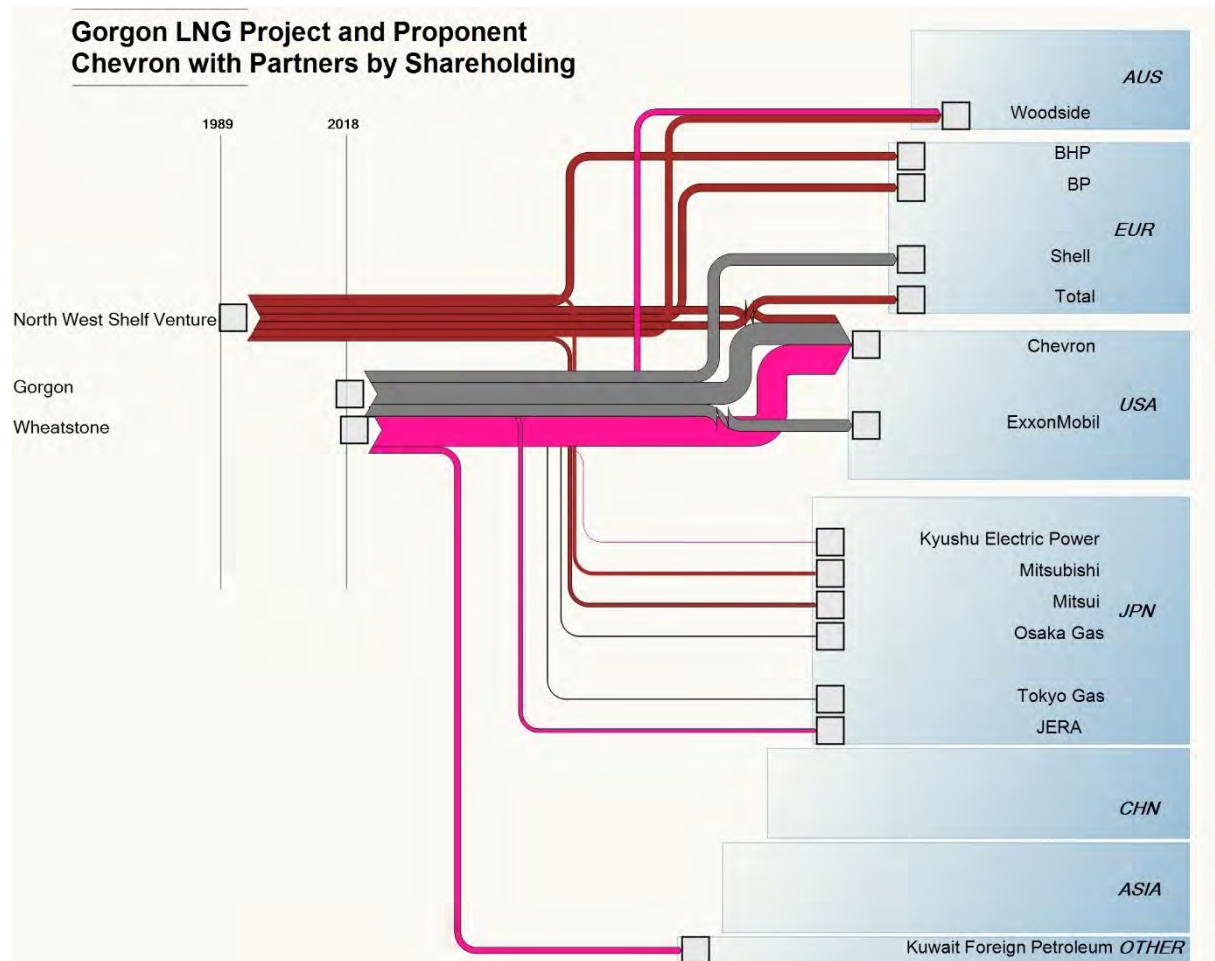 Gorgon LNG Project and Proponent
Chevron with Partners by Shareholding
1989
2018
North West Shelf Venture
Gorgon
Wheatstone
AUS
Woodside
BHP
BP
EUR
Shell
Total
Chevron
USA
ExxonMobil
Kyushu Electric Power
Mitsubishi
Mitsui
JPN
Osaka Gas
Tokyo Gas
JERA
CHN
ASIA
Kuwait Foreign Petroleum OTHER